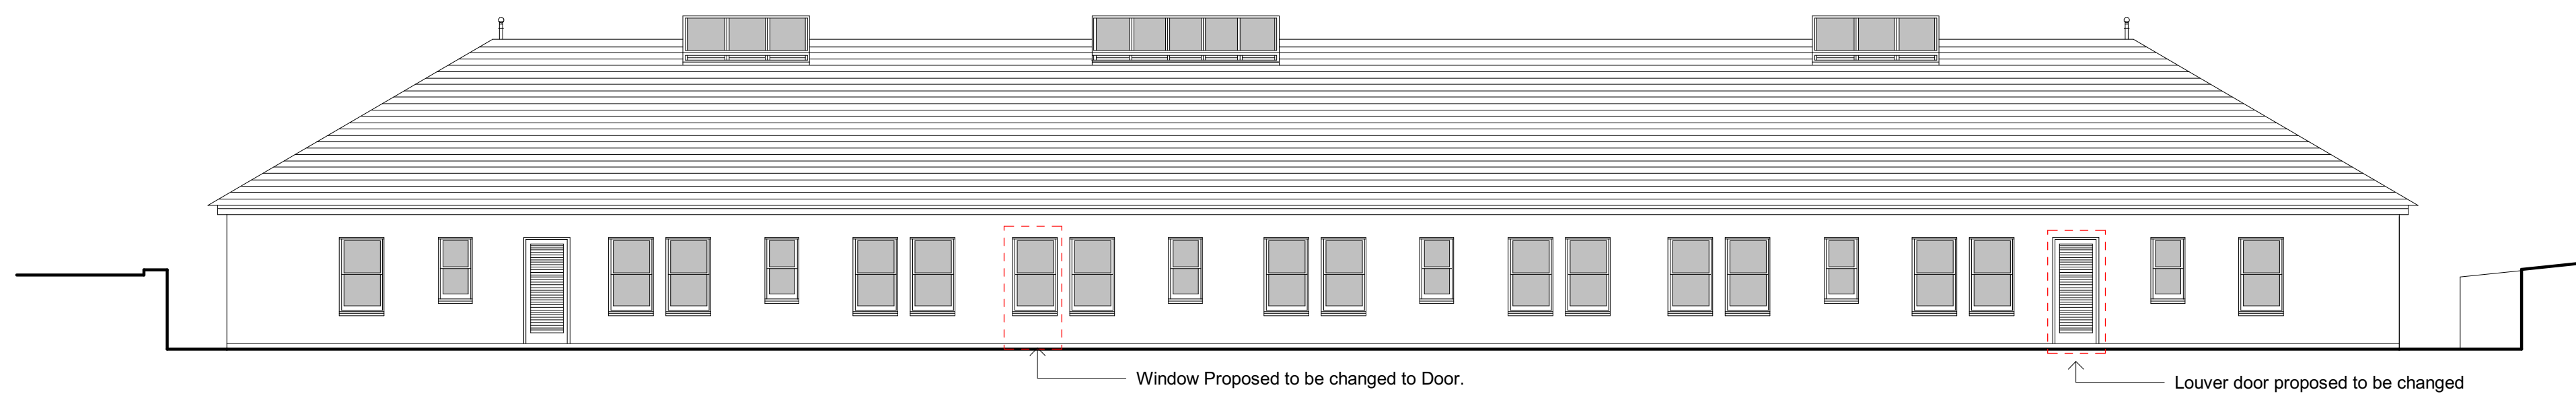 Window Proposed to be changed to Door.
Louver door proposed to be changed